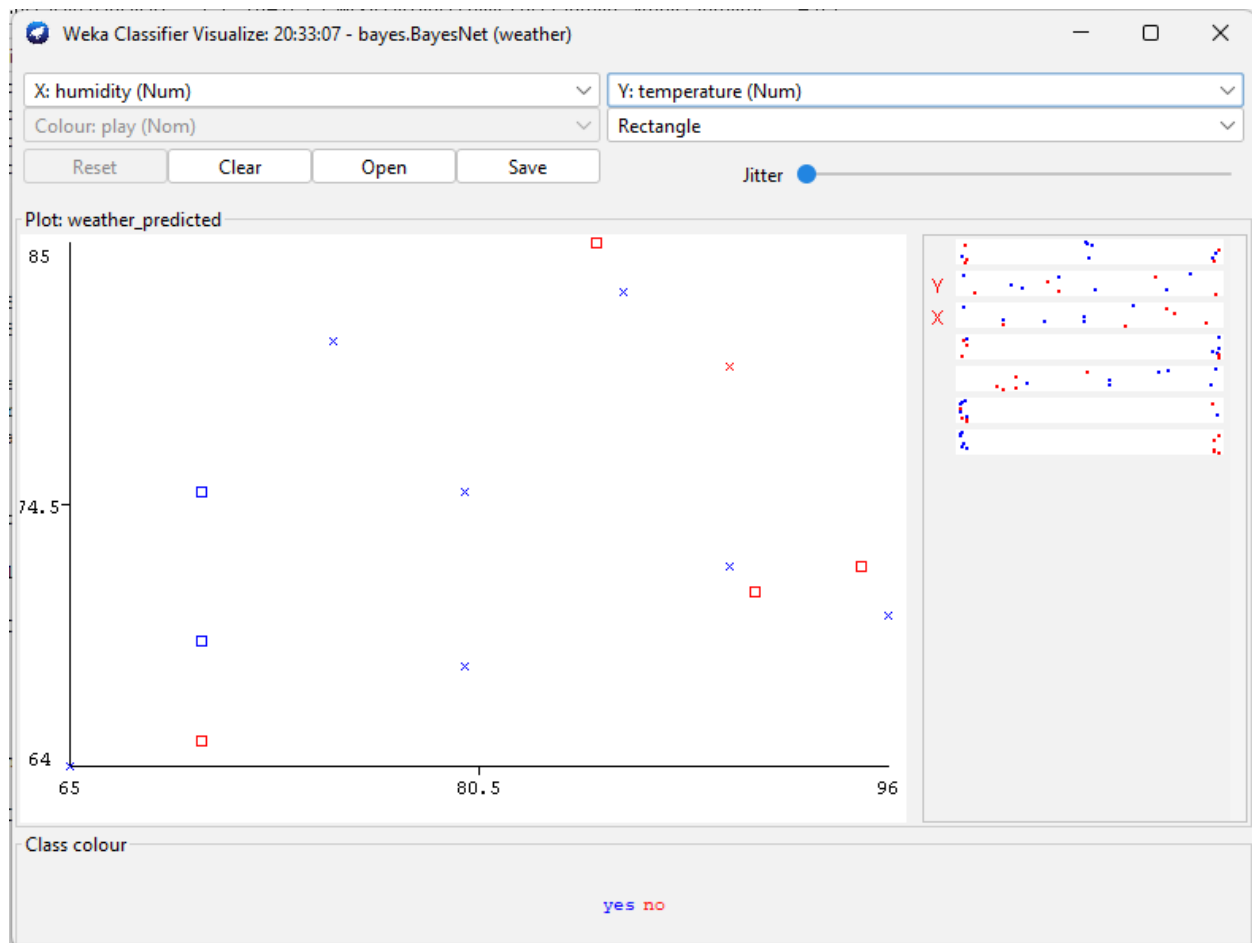 Weka Classifier Visualize: 20:33:07 - bayes.BayesNet (weather)
X: humidity (Num)
Y: temperature (Num)
Colour: play (Nom)
Rectangle
Reset
Clear
Open
Save
Jitter
Plot: weather_predicted
85
74.5
64
65
80.5
96
Y
X
Class colour
yes no